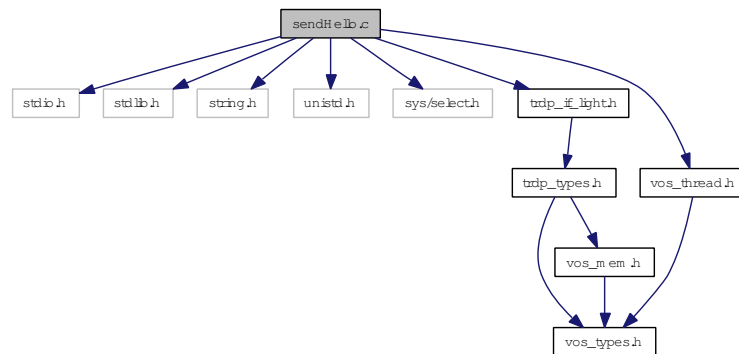 sendHello.c
stdio.h
stdlib.h
string.h
unistd.h
sys/select.h
trdp_if_light.h
trdp_types.h
vos_thread.h
vos_mem.h
vos_types.h